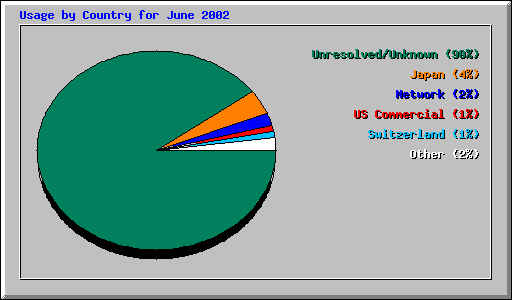 Usage by Country for June 2002
Unresolved/Unknown (90%)
Japan (4%)
Network (2%)
US Commercial (1%)
Switzerland (1%)
Other (2%)